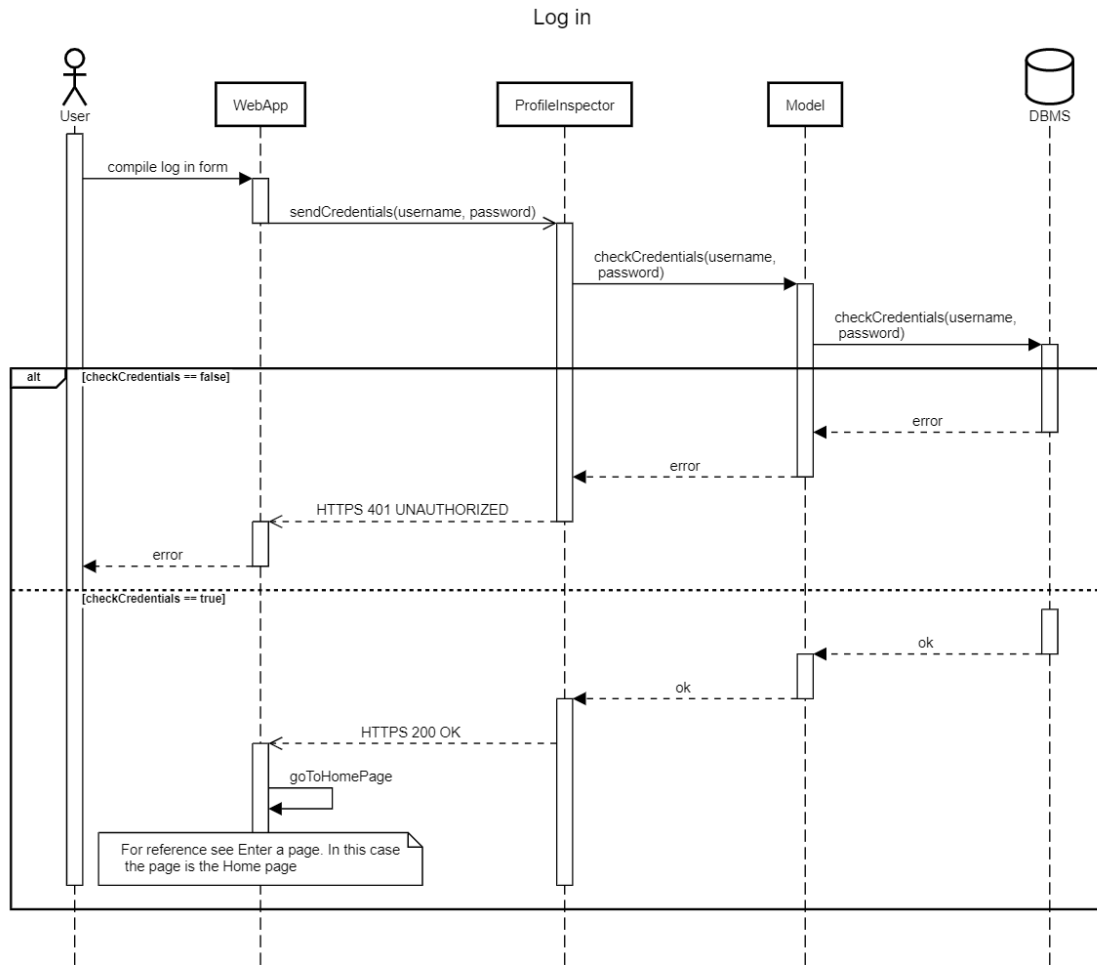 Log in
User
WebApp
ProfileInspector
Model
DBMS
compile log in form
sendCredentials(username, password)
checkCredentials(username,
password)
checkCredentials(username,
password)
alt
[checkCredentials == false]
error
error
HTTPS 401 UNAUTHORIZED
error
[checkCredentials == true]
ok
ok
HTTPS 200 OK
goToHomePage
For reference see Enter a page. In this case
the page is the Home page